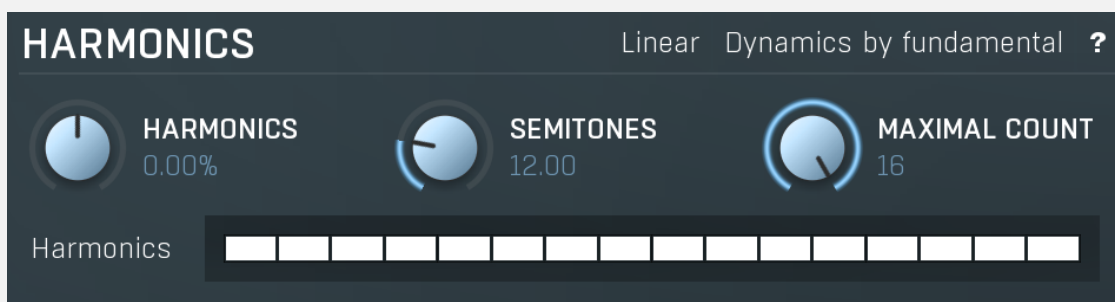 HARMONICS Linear Dynamics by fundamental ?
HARMONICS SEMITONES MAXIMAL COUNT
0.00% 12.00 16
Harmonics